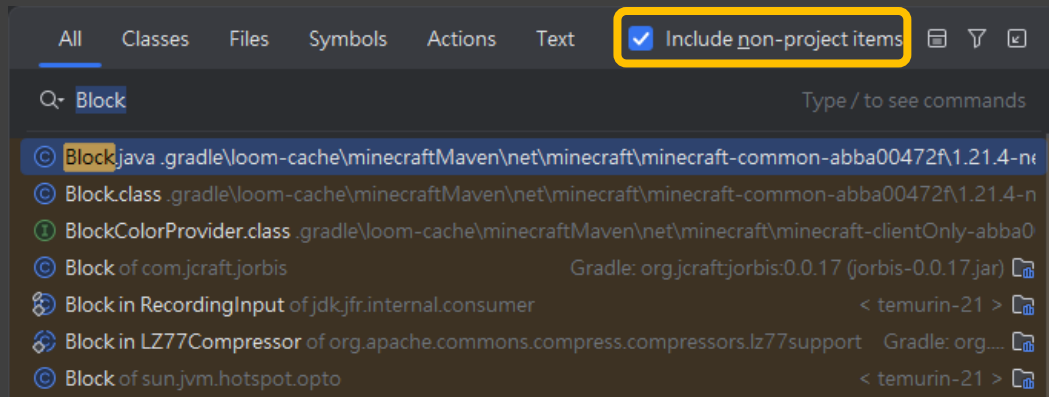 All Classes Files Symbols Actions Text Include non-project items
Block Type / to see commands
Block.java .gradle\loom-cache\minecraftMaven\net\minecraft\minecraft-common-abba00472f\1.21.4-ne
Block.class .gradle\loom-cache\minecraftMaven\net\minecraft\minecraft-common-abba00472f\1.21.4-n
BlockColorProvider.class .gradle\loom-cache\minecraftMaven\net\minecraft\minecraft-clientOnly-abba0
Block of com.jcraft.jorbis Gradle: org.jcraft:jorbis:0.0.17 (jorbis-0.0.17.jar)
Block in RecordingInput of jdk.jfr.internal.consumer < temurin-21 >
Block in LZ77Compressor of org.apache.commons.compress.compressors.lz77support Gradle: org....
Block of sun.jvm.hotspot.opto < temurin-21 >